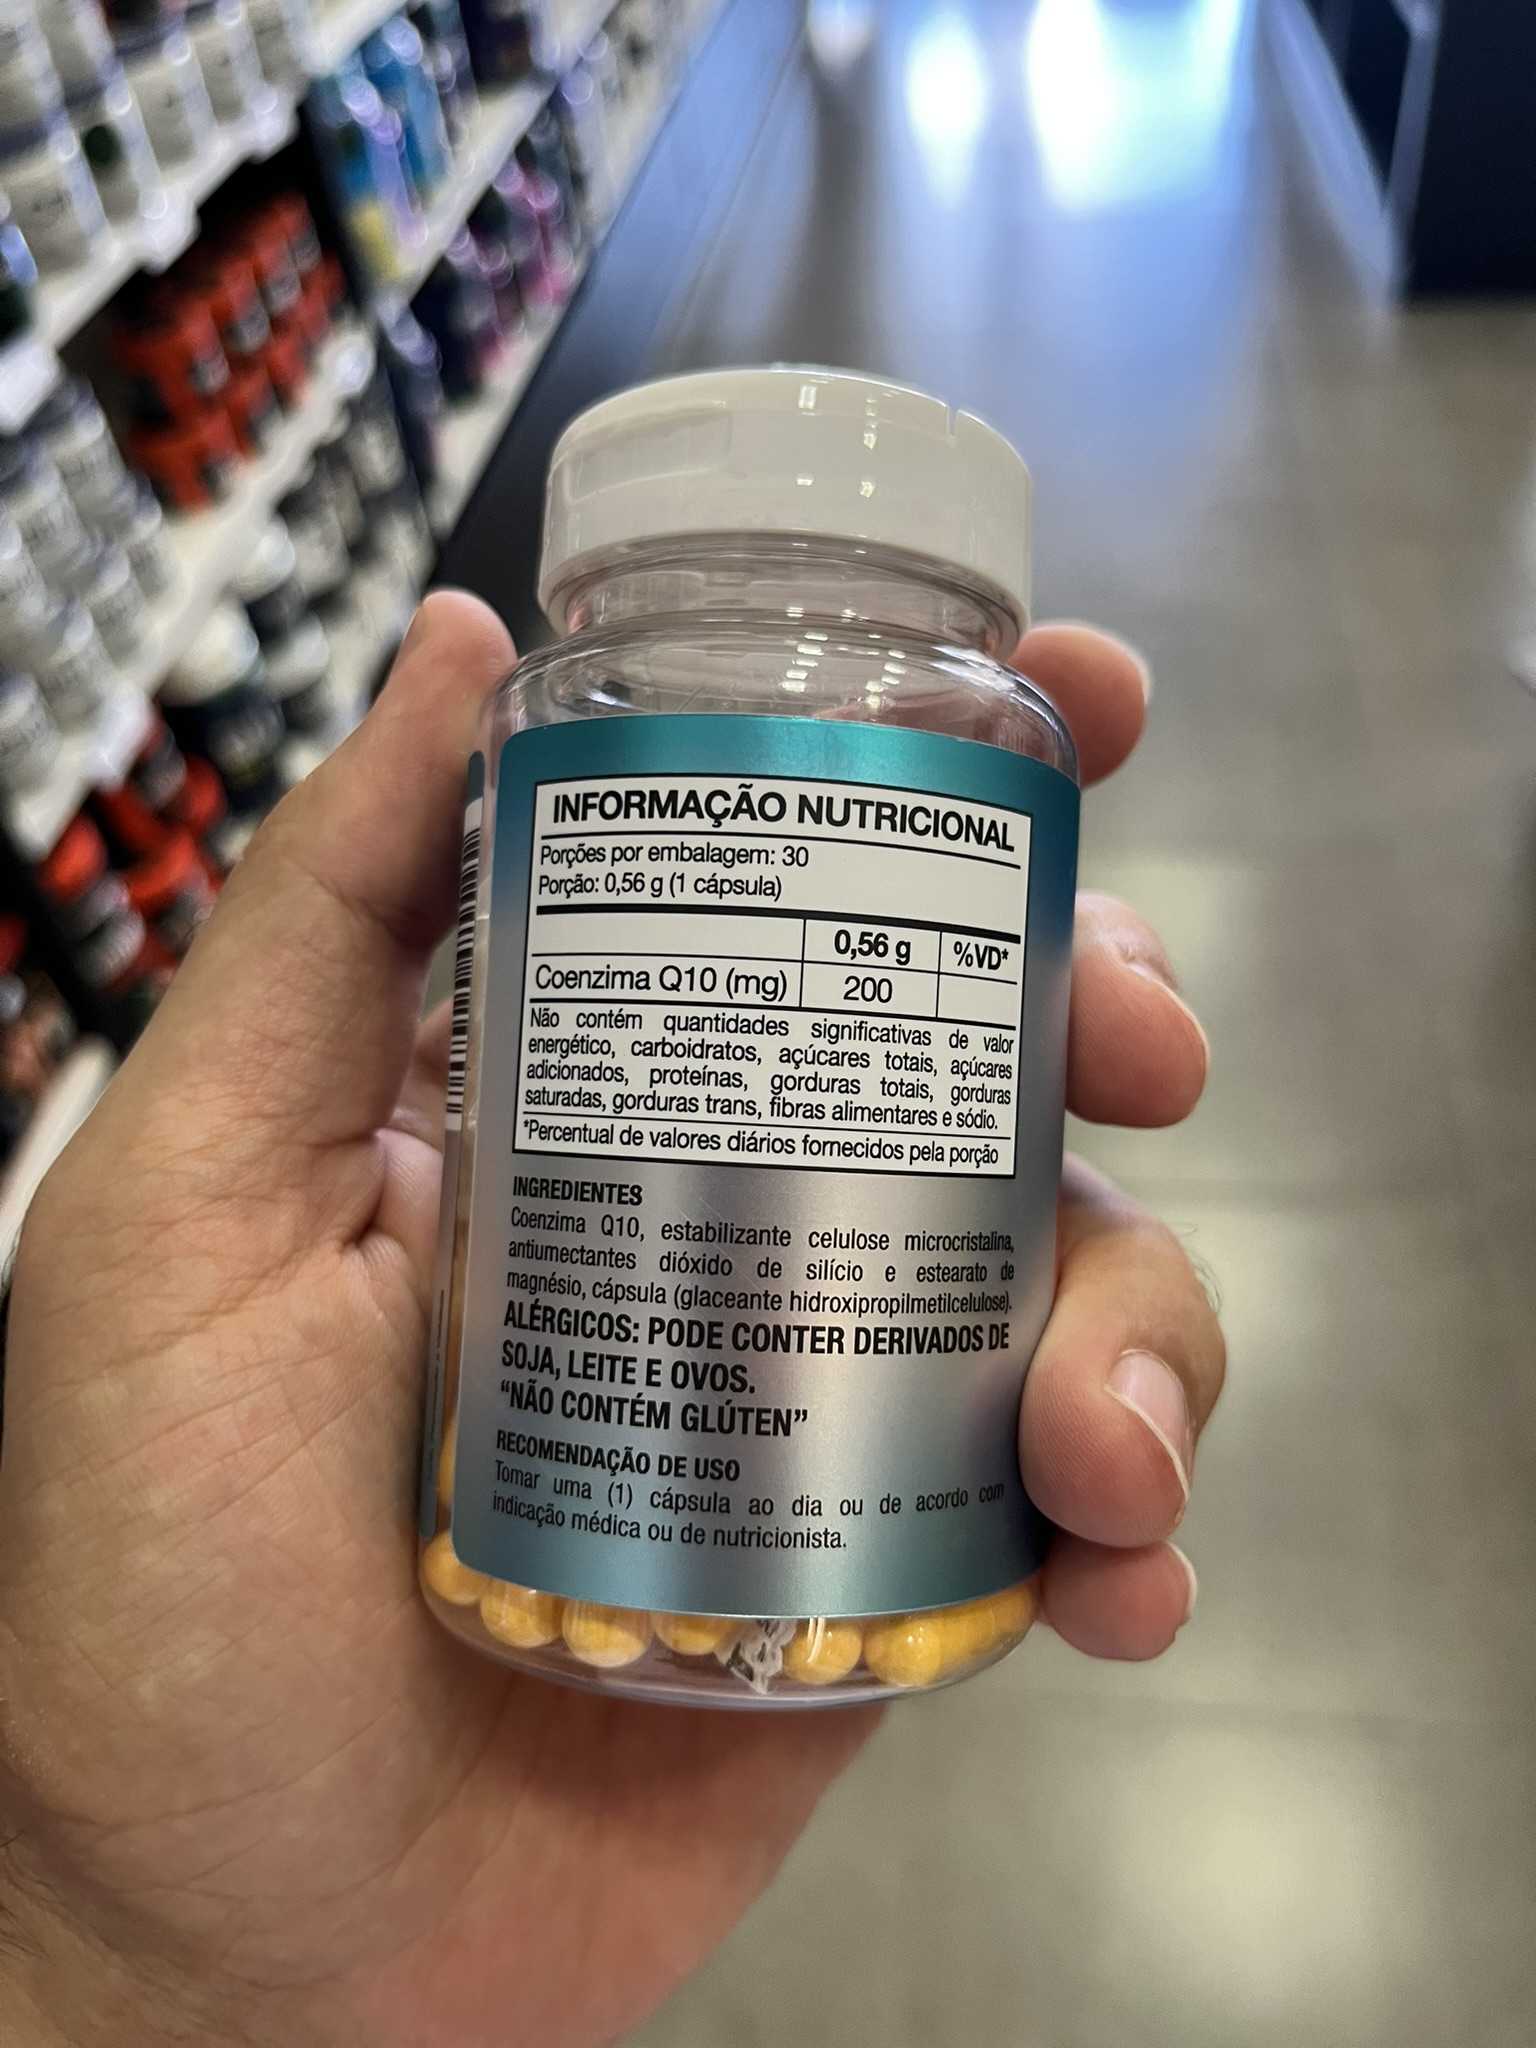 INFORMAÇÃO NUTRICIONAL
Porções por embalagem: 30
Porção: 0,56 g (1 cápsula)
0,56 g %VD*
Coenzima Q10 (mg) 200
Não contém quantidades significativas de valor
energético, carboidratos, açúcares totais, açúcares
adicionados, proteínas, gorduras totais, gorduras
saturadas, gorduras trans, fibras alimentares e sódio.
*Percentual de valores diários fornecidos pela porção
INGREDIENTES
Coenzima Q10, estabilizante celulose microcristalina,
antiumectantes dióxido de silício e estearato de
magnésio, cápsula (glaceante hidroxipropilmetilcelulose).
ALÉRGICOS: PODE CONTER DERIVADOS DE
SOJA, LEITE E OVOS.
“NÃO CONTÉM GLÚTEN”
RECOMENDAÇÃO DE USO
Tomar uma (1) cápsula ao dia ou de acordo com
indicação médica ou de nutricionista.